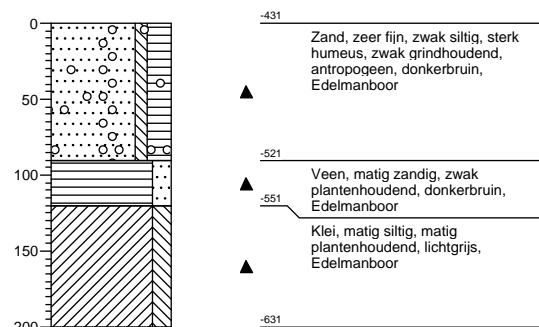 0
50
100
150
200
-431
Zand, zeer fijn, zwak siltig, sterk
humeus, zwak grindhoudend,
antropogeen, donkerbruin,
Edelmanboor
-521
Veen, matig zandig, zwak
plantenhoudend, donkerbruin,
Edelmanboor
-551
Klei, matig siltig, matig
plantenhoudend, lichtgrijs,
Edelmanboor
-631